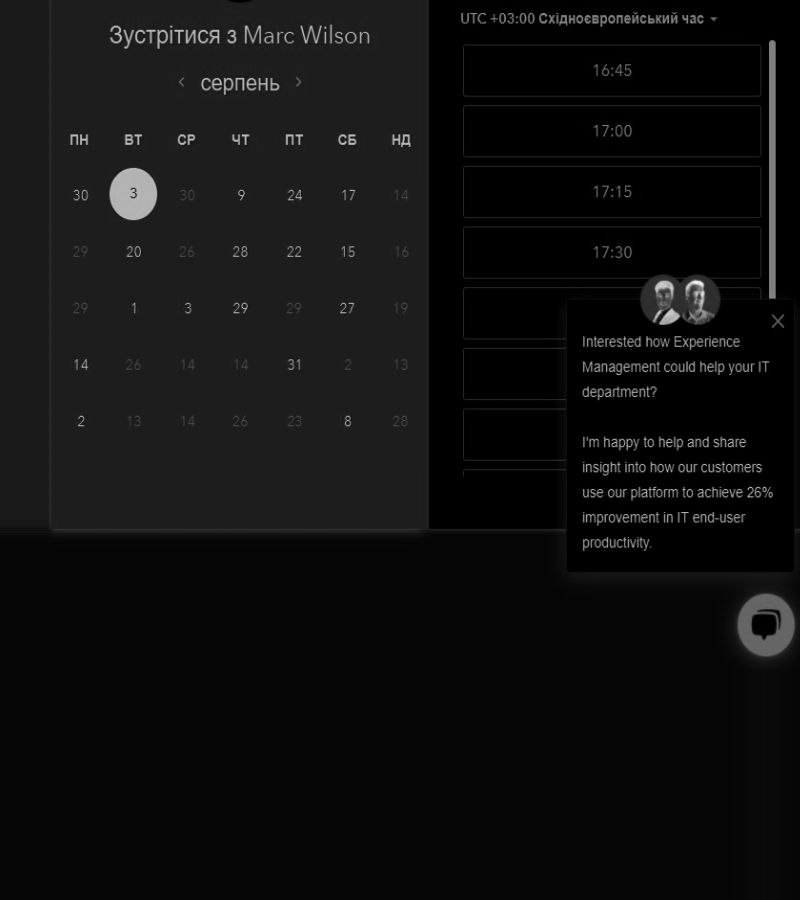 Зустрітися з Marc Wilson
серпень
ПН ВТ СР ЧТ ПТ СБ НД
30 3 30 9 24 17 14
29 20 26 28 22 15 16
29 1 3 29 29 27 19
14 26 14 14 31 2 13
2 13 14 26 23 8 28
UTC +03:00 Східноєвропейський час
16:45
17:00
17:15
17:30
Interested how Experience
Management could help your IT
department?
I'm happy to help and share
insight into how our customers
use our platform to achieve 26%
improvement in IT end-user
productivity.